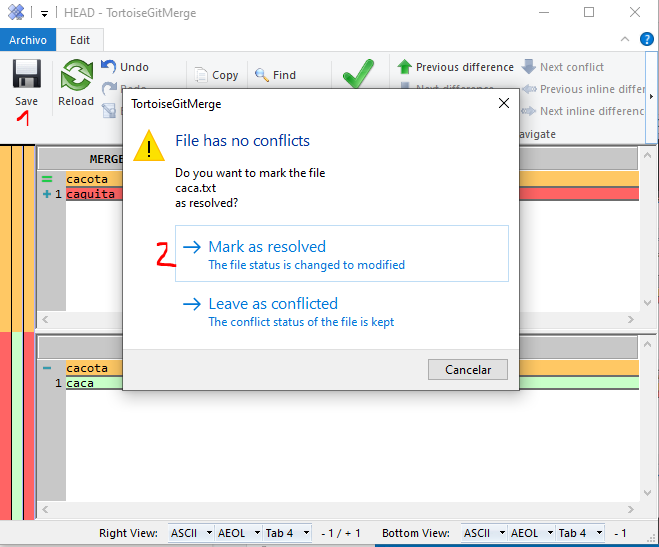 HEAD - TortoiseGitMerge
Archivo Edit
Save
Reload
Undo
Copy
Find
Previous difference
Next conflict
Previous inline differenc
Next inline differenc
avigate
1
MERGE
cacota
1 caquita
TortoiseGitMerge
File has no conflicts
Do you want to mark the file
caca.txt
as resolved?
2
Mark as resolved
The file status is changed to modified
Leave as conflicted
The conflict status of the file is kept
Cancelar
cacota
1 caca
Right View: ASCII AEOL Tab 4 - 1 / + 1 Bottom View: ASCII AEOL Tab 4 - 1